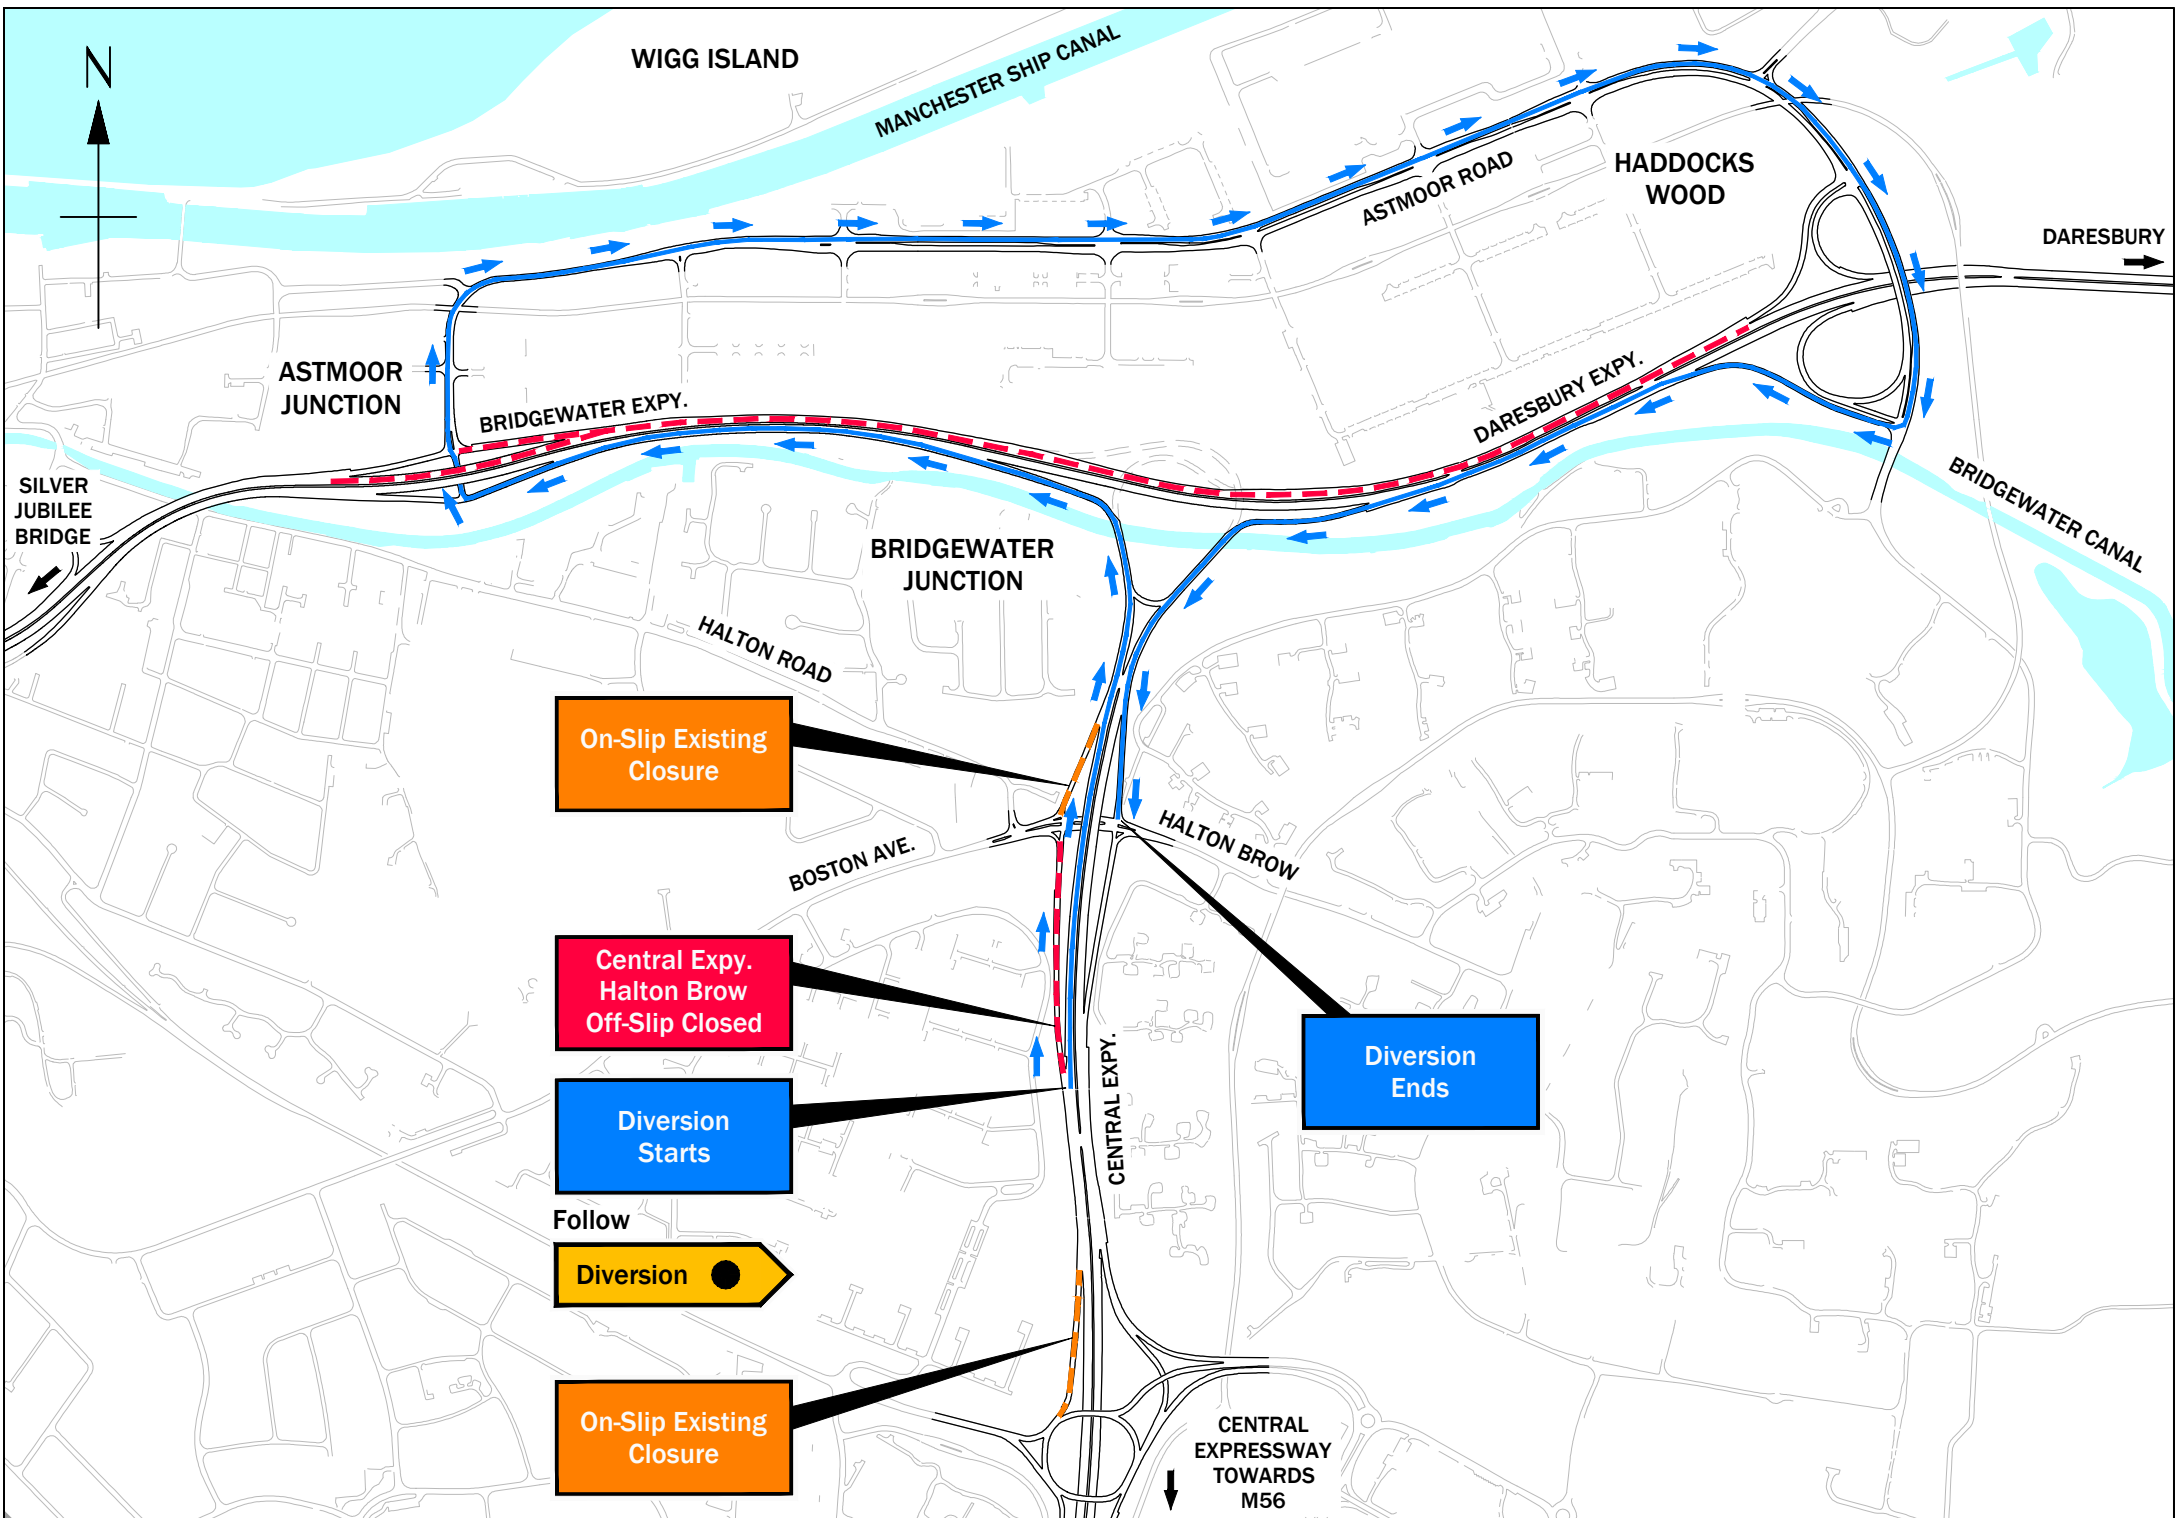 N
WIGG ISLAND
MANCHESTER SHIP CANAL
HADDOCKS
WOOD
ASTMOOR ROAD
DARESBURY
ASTMOOR
JUNCTION
BRIDGEWATER EXPY.
DARESBURY EXPY.
SILVER
JUBILEE
BRIDGE
BRIDGEWATER CANAL
BRIDGEWATER
JUNCTION
HALTON ROAD
On-Slip Existing
Closure
BOSTON AVE.
HALTON BROW
Central Expy.
Halton Brow
Off-Slip Closed
Diversion
Ends
Diversion
Starts
CENTRAL EXPY.
Follow
Diversion
On-Slip Existing
Closure
CENTRAL
EXPRESSWAY
TOWARDS
M56